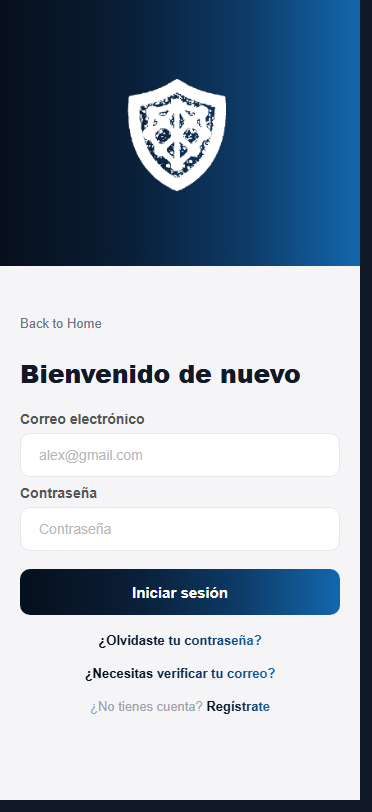 Back to Home
Bienvenido de nuevo
Correo electrónico
alex@gmail.com
Contraseña
Contraseña
Iniciar sesión
¿Olvidaste tu contraseña?
¿Necesitas verificar tu correo?
¿No tienes cuenta? Regístrate